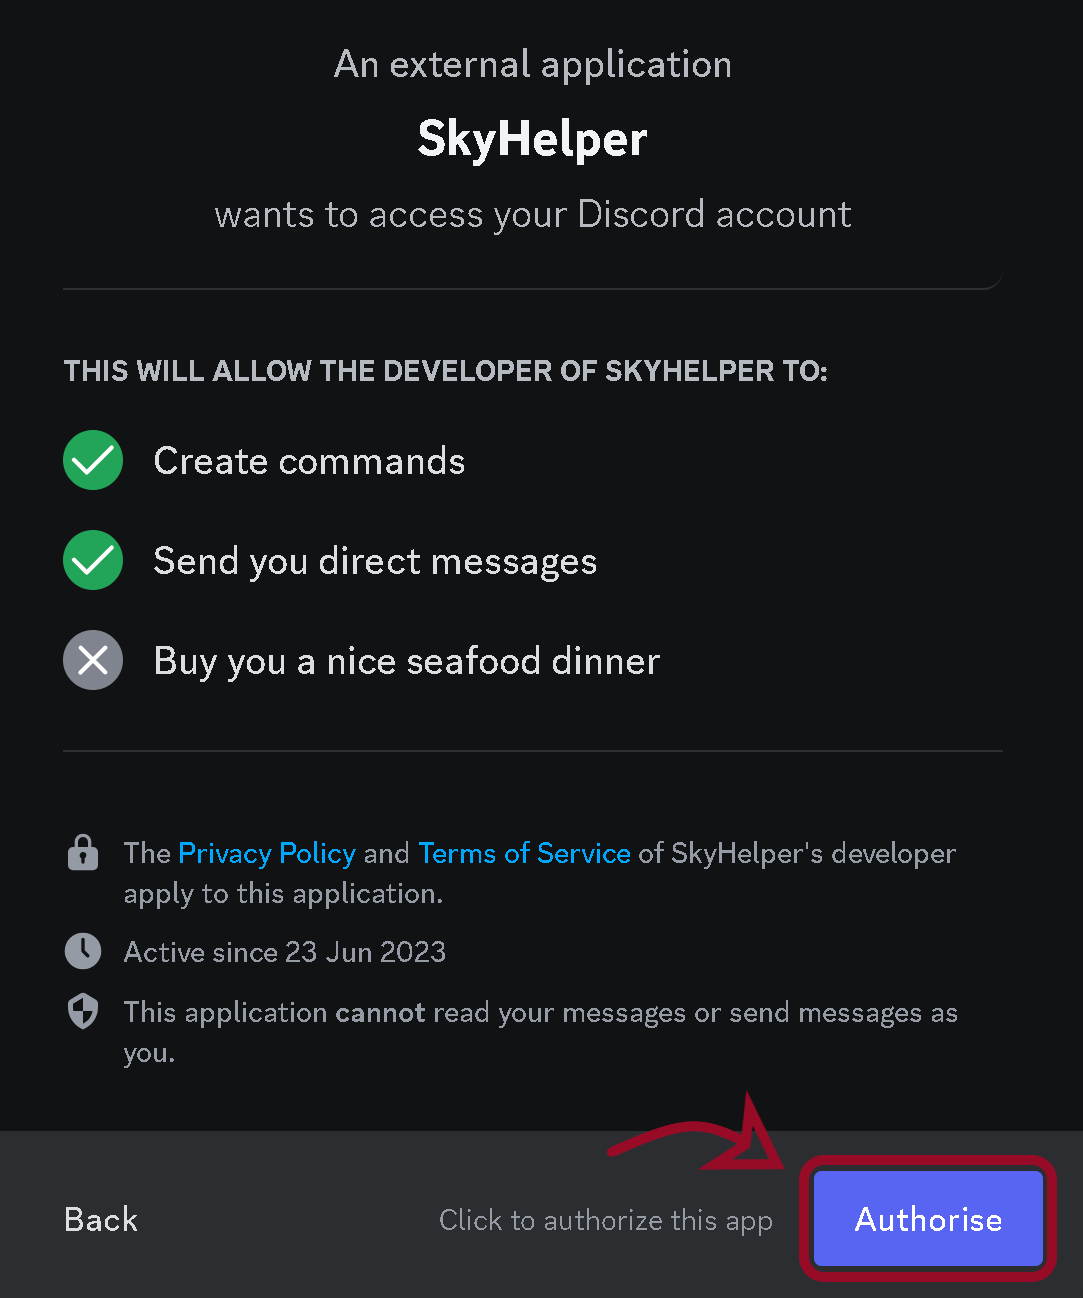 An external application
SkyHelper
wants to access your Discord account
THIS WILL ALLOW THE DEVELOPER OF SKYHELPER TO:
Create commands
Send you direct messages
Buy you a nice seafood dinner
The Privacy Policy and Terms of Service of SkyHelper's developer
apply to this application.
Active since 23 Jun 2023
This application cannot read your messages or send messages as
you.
Back
Click to authorize this app
Authorise